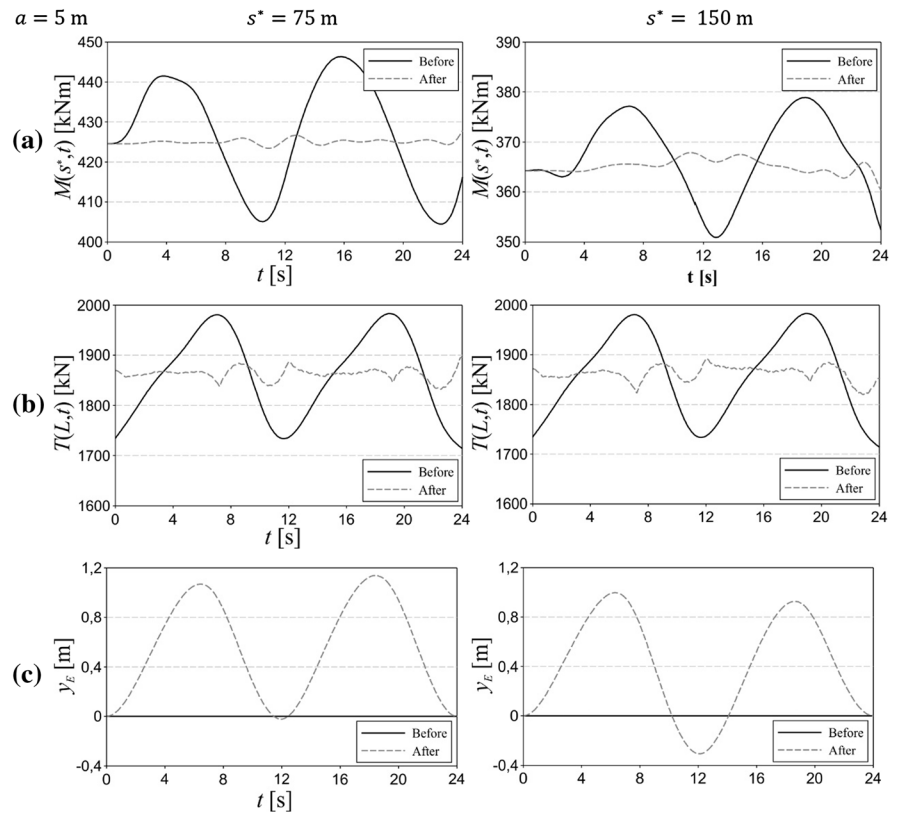 a = 5 m s* = 75 m s* = 150 m
(a)
M(s*,t) [kNm]
450
440
430
420
410
400
0 4 8 12 16 20 24
t [s]
Before
After
M(s*,t) [kNm]
390
380
370
360
350
0 4 8 12 16 20 24
t [s]
Before
After
(b)
T(L,t) [kN]
2000
1900
1800
1700
1600
0 4 8 12 16 20 24
t [s]
Before
After
T(L,t) [kN]
2000
1900
1800
1700
1600
0 4 8 12 16 20 24
Before
After
(c)
yE [m]
1,2
0,8
0,4
0
-0,4
0 4 8 12 16 20 24
t [s]
Before
After
yE [m]
1,2
0,8
0,4
0
-0,4
0 4 8 12 16 20 24
Before
After